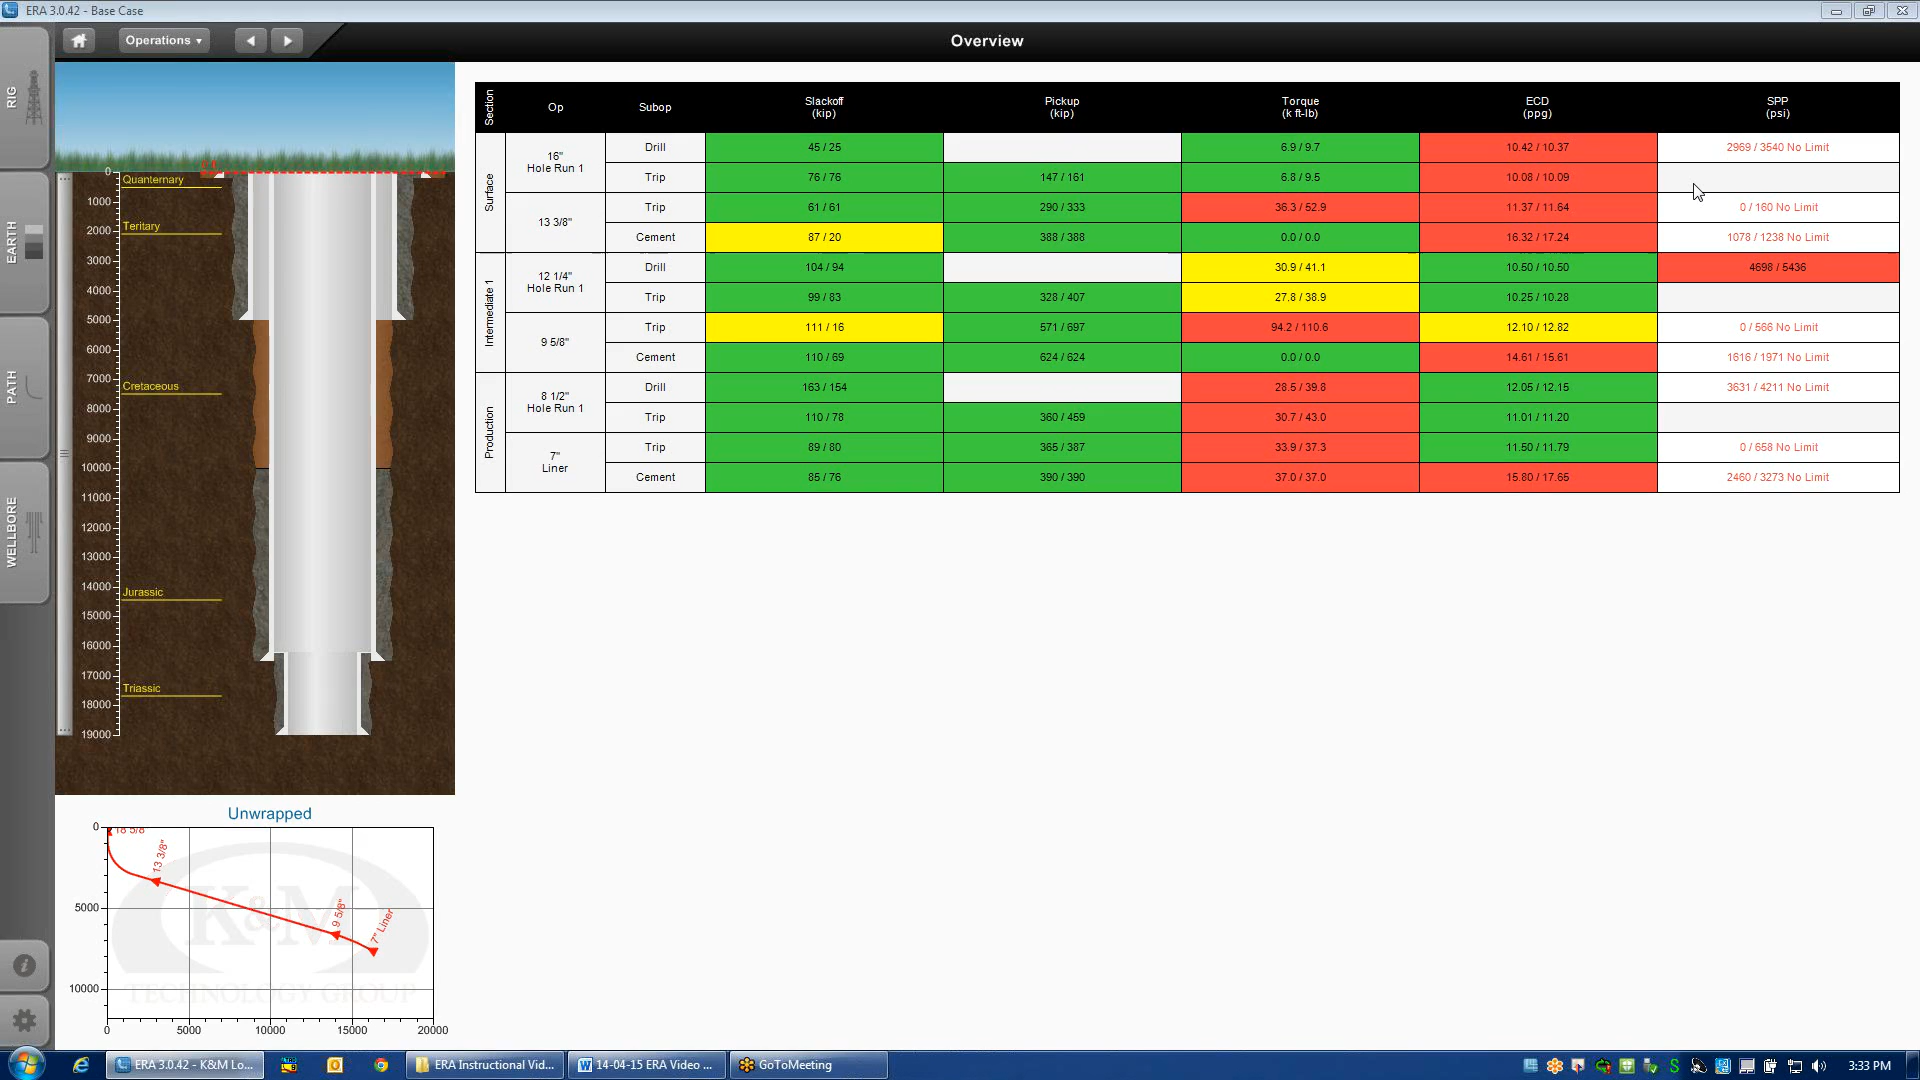 ERA 3.0.42 - Base Case
Operations
Overview
RIG
EARTH
PATH
WELLBORE
0
1000
2000
3000
4000
5000
6000
7000
8000
9000
10000
11000
12000
13000
14000
15000
16000
17000
18000
19000
Quanternary
Teritary
Cretaceous
Jurassic
Triassic
Section Op Subop Slackoff (kip) Pickup (kip) Torque (k ft-lb) ECD (ppg) SPP (psi)
Surface
16" Hole Run 1
Drill 45 / 25 6.9 / 9.7 10.42 / 10.37 2969 / 3540 No Limit
Trip 76 / 76 147 / 161 6.8 / 9.5 10.08 / 10.09
13 3/8"
Trip 61 / 61 290 / 333 36.3 / 52.9 11.37 / 11.64 0 / 160 No Limit
Cement 87 / 20 388 / 388 0.0 / 0.0 16.32 / 17.24 1078 / 1238 No Limit
Intermediate 1
12 1/4" Hole Run 1
Drill 104 / 94 30.9 / 41.1 10.50 / 10.50 4698 / 5436
Trip 99 / 83 328 / 407 27.8 / 38.9 10.25 / 10.28
9 5/8"
Trip 111 / 16 571 / 697 94.2 / 110.6 12.10 / 12.82 0 / 566 No Limit
Cement 110 / 69 624 / 624 0.0 / 0.0 14.61 / 15.61 1616 / 1971 No Limit
Production
8 1/2" Hole Run 1
Drill 163 / 154 28.5 / 39.8 12.05 / 12.15 3631 / 4211 No Limit
Trip 110 / 78 360 / 459 30.7 / 43.0 11.01 / 11.20
7" Liner
Trip 89 / 80 365 / 387 33.9 / 37.3 11.50 / 11.79 0 / 658 No Limit
Cement 85 / 76 390 / 390 37.0 / 37.0 15.80 / 17.65 2460 / 3273 No Limit
Unwrapped
0
5000
10000
18 5/8
13 3/8"
9 5/8"
7" Liner
K&M
TECHNOLOGY GROUP
0 5000 10000 15000 20000
ERA 3.0.42 - K&M Lo...
ERA Instructional Vid...
14-04-15 ERA Video ...
GoToMeeting
3:33 PM